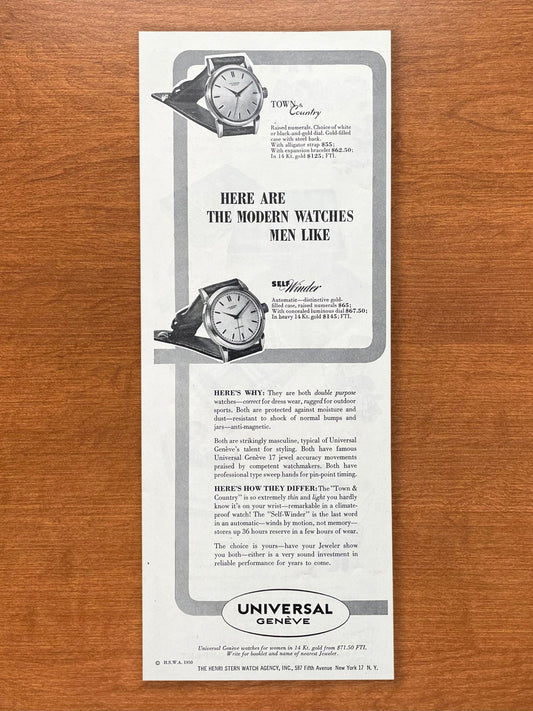 TOWN &
Country
Raised numerals. Choice of white
or black-and-gold dial. Gold-filled
case with steel back.
With alligator strap $55;
With expansion bracelet $62.50;
In 14 Kt. gold $125; FTI.
HERE ARE
THE MODERN WATCHES
MEN LIKE
SELF
Winder
Automatic—distinctive gold-
filled case, raised numerals $65;
With concealed luminous dial $67.50;
In heavy 14 Kt. gold $145; FTI.
HERE'S WHY: They are both double purpose
watches—correct for dress wear, rugged for outdoor
sports. Both are protected against moisture and
dust—resistant to shock of normal bumps and
jars—anti-magnetic.
Both are strikingly masculine, typical of Universal
Genève's talent for styling. Both have famous
Universal Genève 17 jewel accuracy movements
praised by competent watchmakers. Both have
professional type sweep hands for pin-point timing.
HERE'S HOW THEY DIFFER: The "Town &
Country" is so extremely thin and light you hardly
know it's on your wrist—remarkable in a climate-
proof watch! The "Self-Winder" is the last word
in an automatic—winds by motion, not memory—
stores up 36 hours reserve in a few hours of wear.
The choice is yours—have your Jeweler show
you both—either is a very sound investment in
reliable performance for years to come.
UNIVERSAL
GENÈVE
Universal Genève watches for women in 14 Kt. gold from $71.50 FTI.
Write for booklet and name of nearest Jeweler.
© H.S.W.A. 1950
THE HENRI STERN WATCH AGENCY, INC., 587 Fifth Avenue New York 17 N. Y.